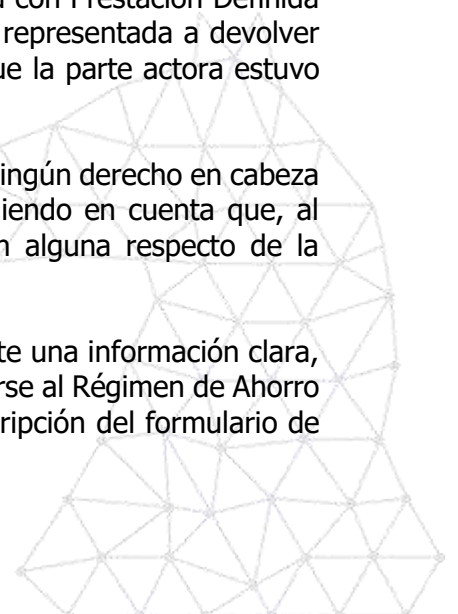 con Prestación Definida
representada a devolver
ue la parte actora estuvo
ningún derecho en cabeza
iendo en cuenta que, al
n alguna respecto de la
te una información clara,
rse al Régimen de Ahorro
ripción del formulario de